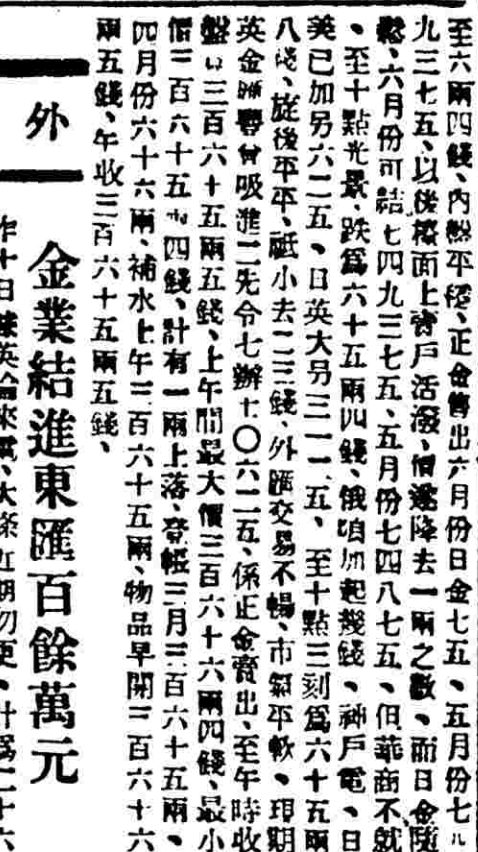 至六兩四錢、內盤平穩、正金售出六月份日金七五、五月份七
九三七五、以後檯面上賣戶活潑、價遂降去一兩之數、而日金隨
鬆、六月份可結七四九三七五、五月份七四八七五、但華商不就
、至十點光景、跌爲六十五兩四錢、俄頃加起幾錢、神戶電、日
美已加另六二五、日英大另三一二五、至十點三刻爲六十五兩
八錢、旋後平平、祗小去二三錢、外匯交易不暢、市氣平軟、現期
英金匯豐曾吸進二先令七辦士〇六二五、係正金賣出、至午時收
盤爲三百六十五兩五錢、上午間最大價三百六十六兩四錢、最小
價三百六十五兩四錢、計有一兩上落、登帳三月三百六十五兩、
四月份六十六兩、補水上午三百六十五兩、物品早開三百六十六
兩五錢、午收三百六十五兩五錢、
外
金業結進東匯百餘萬元
昨十日據英倫來電、大條近期勿更、計爲二十六